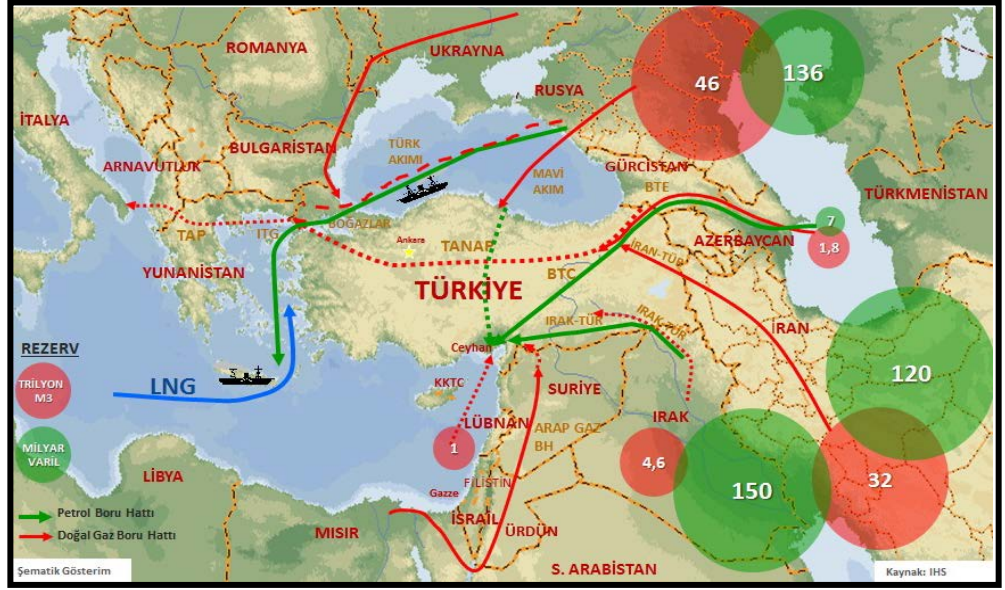 ROMANYA
UKRAYNA
46
136
RUSYA
İTALYA
BULGARİSTAN
TÜRK
AKIMI
ARNAVUTLUK
MAVİ
AKIM
GÜRCİSTAN
BTE
TÜRKMENİSTAN
TAP
ITG
BOĞAZLAR
Ankara
TANAP
AZERBAYCAN
7
1,8
İRAN-TÜR
YUNANİSTAN
BTC
TÜRKİYE
IRAK-TÜR
IRAK-TÜR
İRAN
REZERV
Ceyhan
TRİLYON
M3
LNG
KKTC
SURİYE
120
LÜBNAN
IRAK
ARAP GAZ
BH
MİLYAR
VARİL
1
4,6
LİBYA
FİLİSTİN
150
32
Gazze
İSRAİL
Petrol Boru Hattı
Doğal Gaz Boru Hattı
MISIR
ÜRDÜN
S. ARABİSTAN
Şematik Gösterim
Kaynak: IHS